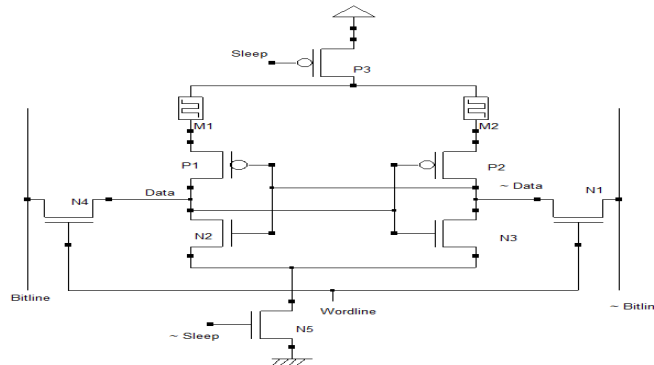 Sleep
P3
M1
M2
P1
P2
Data
~ Data
N1
N4
N2
N3
Bitline
Wordline
~ Bitlin
N5
~ Sleep